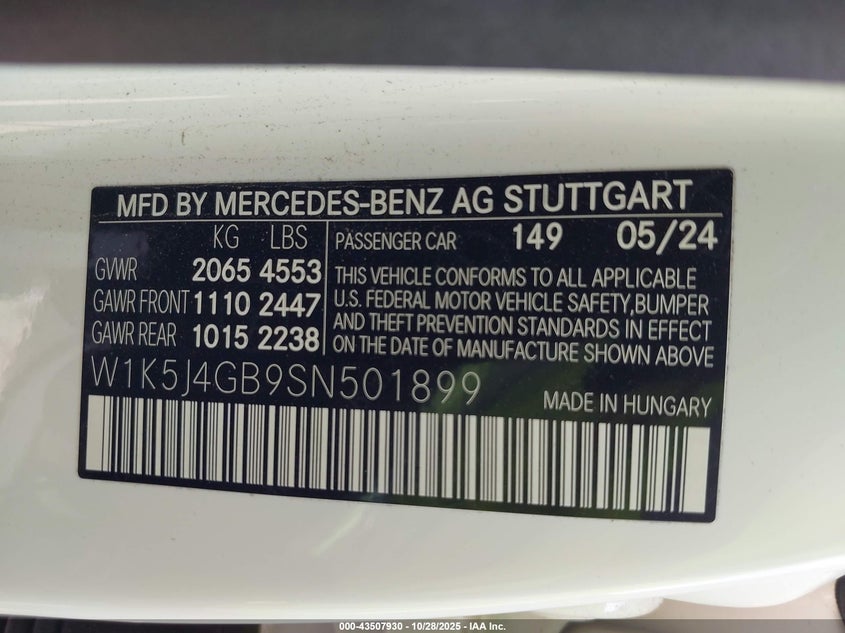 MFD BY MERCEDES-BENZ AG STUTTGART
KG LBS
GVWR 2065 4553
GAWR FRONT 1110 2447
GAWR REAR 1015 2238
PASSENGER CAR 149 05/24
THIS VEHICLE CONFORMS TO ALL APPLICABLE
U.S. FEDERAL MOTOR VEHICLE SAFETY, BUMPER
AND THEFT PREVENTION STANDARDS IN EFFECT
ON THE DATE OF MANUFACTURE SHOWN ABOVE
W1K5J4GB9SN501899
MADE IN HUNGARY
000-43507930 - 10/28/2025 - IAA Inc.